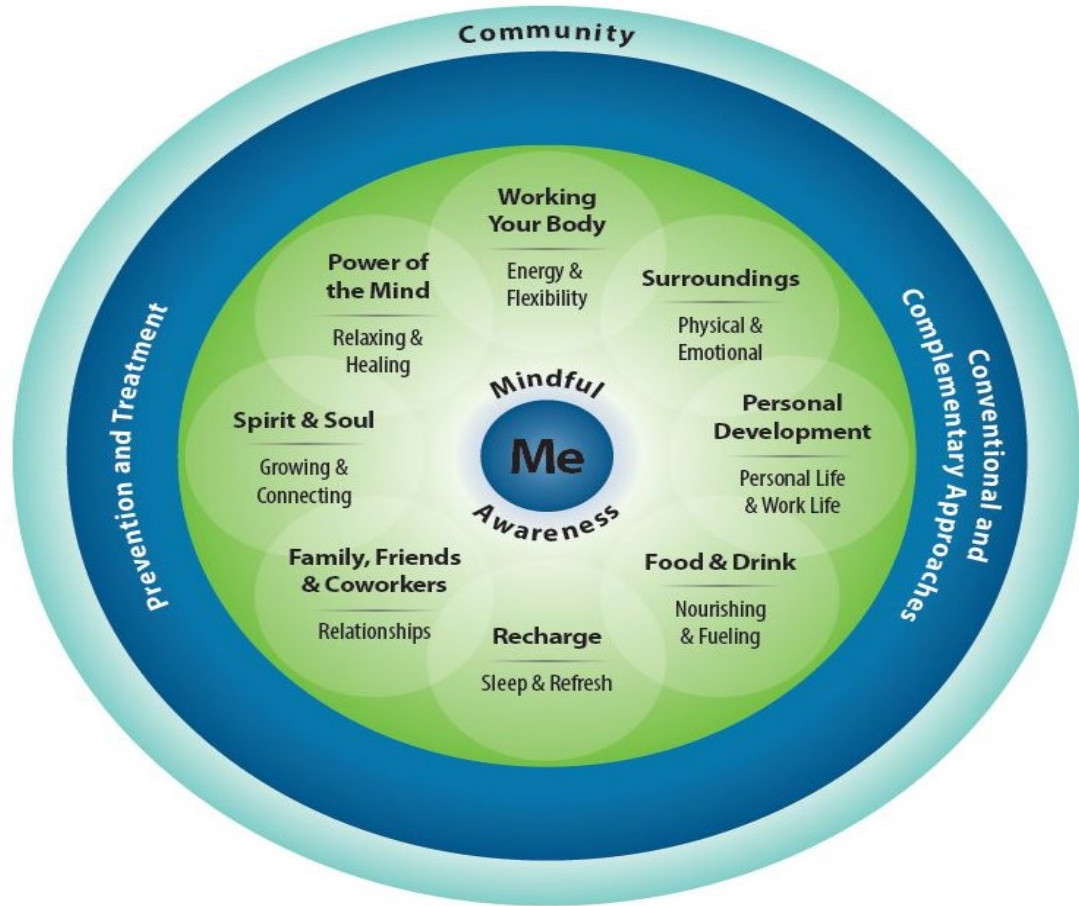 Community
Prevention and Treatment
Conventional and
Complementary Approaches
Working
Your Body
Energy &
Flexibility
Surroundings
Physical &
Emotional
Personal
Development
Personal Life
& Work Life
Food & Drink
Nourishing
& Fueling
Recharge
Sleep & Refresh
Family, Friends
& Coworkers
Relationships
Spirit & Soul
Growing &
Connecting
Power of
the Mind
Relaxing &
Healing
Mindful
Me
Awareness